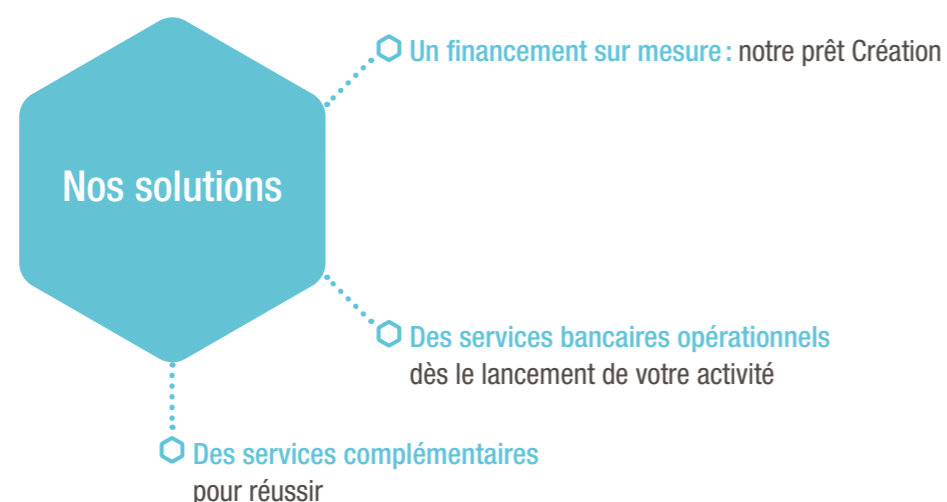 Un financement sur mesure : notre prêt Création
Nos solutions
Des services bancaires opérationnels
dès le lancement de votre activité
Des services complémentaires
pour réussir